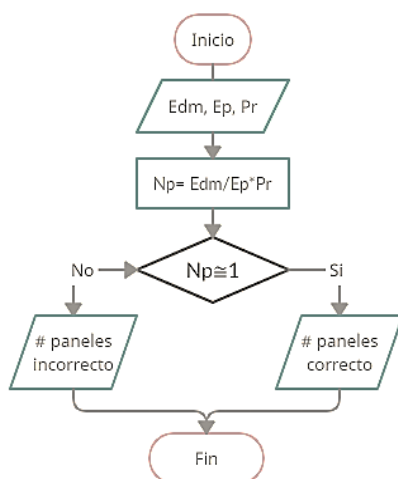 Inicio
Edm, Ep, Pr
Np= Edm/Ep*Pr
Np≅1
No
Si
# paneles
incorrecto
# paneles
correcto
Fin